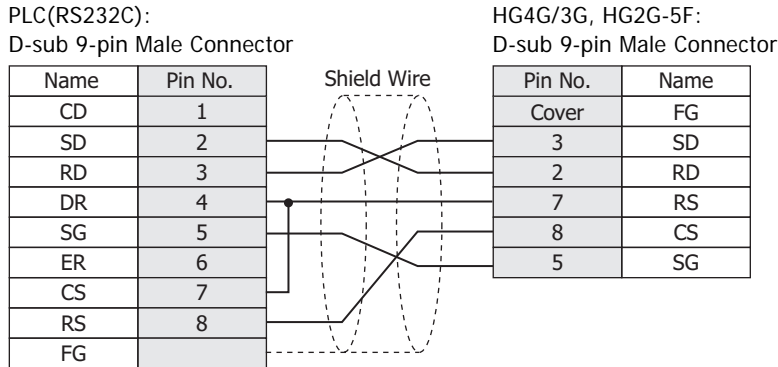 PLC(RS232C):
D-sub 9-pin Male Connector
HG4G/3G, HG2G-5F:
D-sub 9-pin Male Connector
Name Pin No. Shield Wire Pin No. Name
CD 1 Cover FG
SD 2 3 SD
RD 3 2 RD
DR 4 7 RS
SG 5 8 CS
ER 6 5 SG
CS 7
RS 8
FG